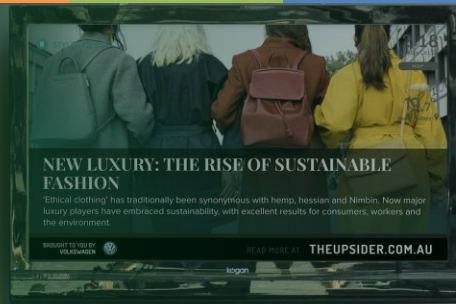 NEW LUXURY: THE RISE OF SUSTAINABLE
FASHION
'Ethical clothing' has traditionally been synonymous with hemp, hessian and Nimbin. Now major
luxury players have embraced sustainability, with excellent results for consumers, workers and
the environment.
BROUGHT TO YOU BY
VOLKSWAGEN
READ MORE AT THEUPSIDER.COM.AU
kogan